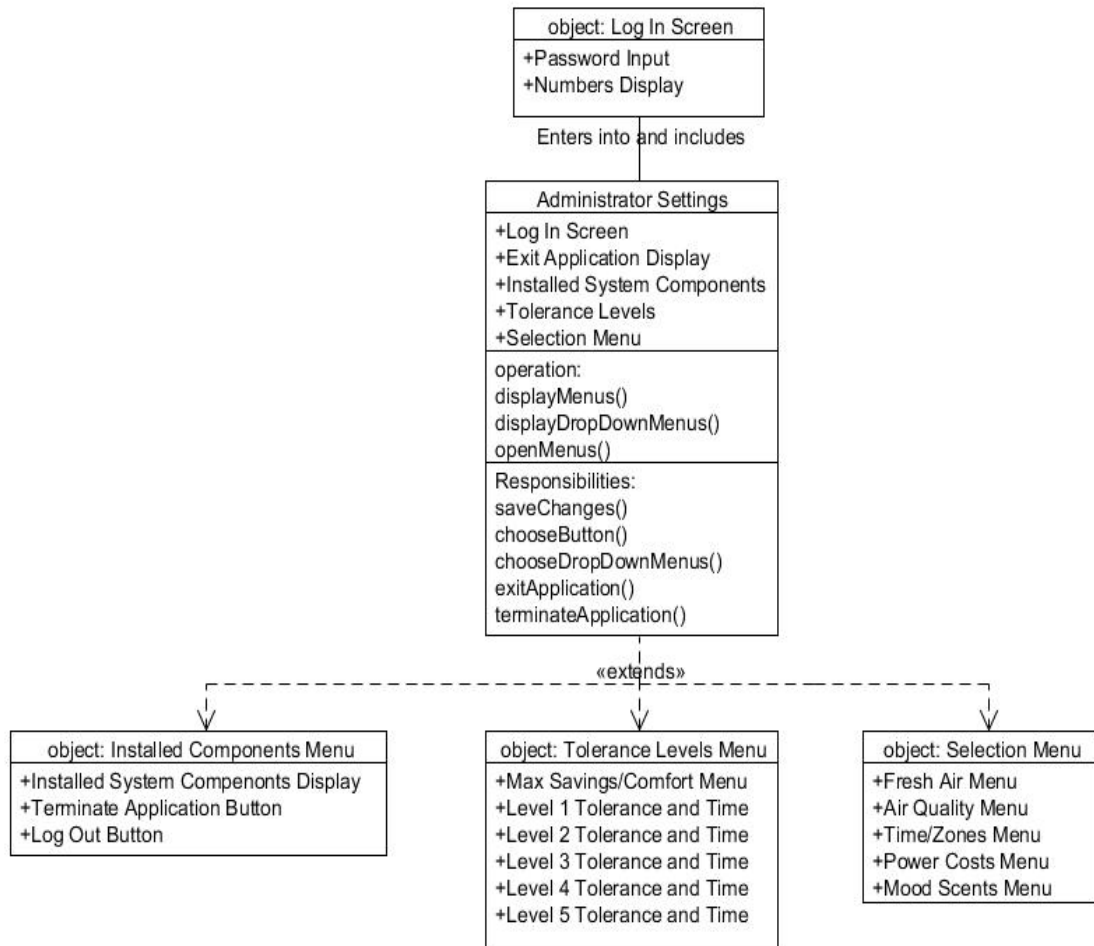 object: Log In Screen
+Password Input
+Numbers Display
Enters into and includes
Administrator Settings
+Log In Screen
+Exit Application Display
+Installed System Components
+Tolerance Levels
+Selection Menu
operation:
displayMenus()
displayDropDownMenus()
openMenus()
Responsibilities:
saveChanges()
chooseButton()
chooseDropDownMenus()
exitApplication()
terminateApplication()
«extends»
object: Installed Components Menu
+Installed System Compenonts Display
+Terminate Application Button
+Log Out Button
object: Tolerance Levels Menu
+Max Savings/Comfort Menu
+Level 1 Tolerance and Time
+Level 2 Tolerance and Time
+Level 3 Tolerance and Time
+Level 4 Tolerance and Time
+Level 5 Tolerance and Time
object: Selection Menu
+Fresh Air Menu
+Air Quality Menu
+Time/Zones Menu
+Power Costs Menu
+Mood Scents Menu